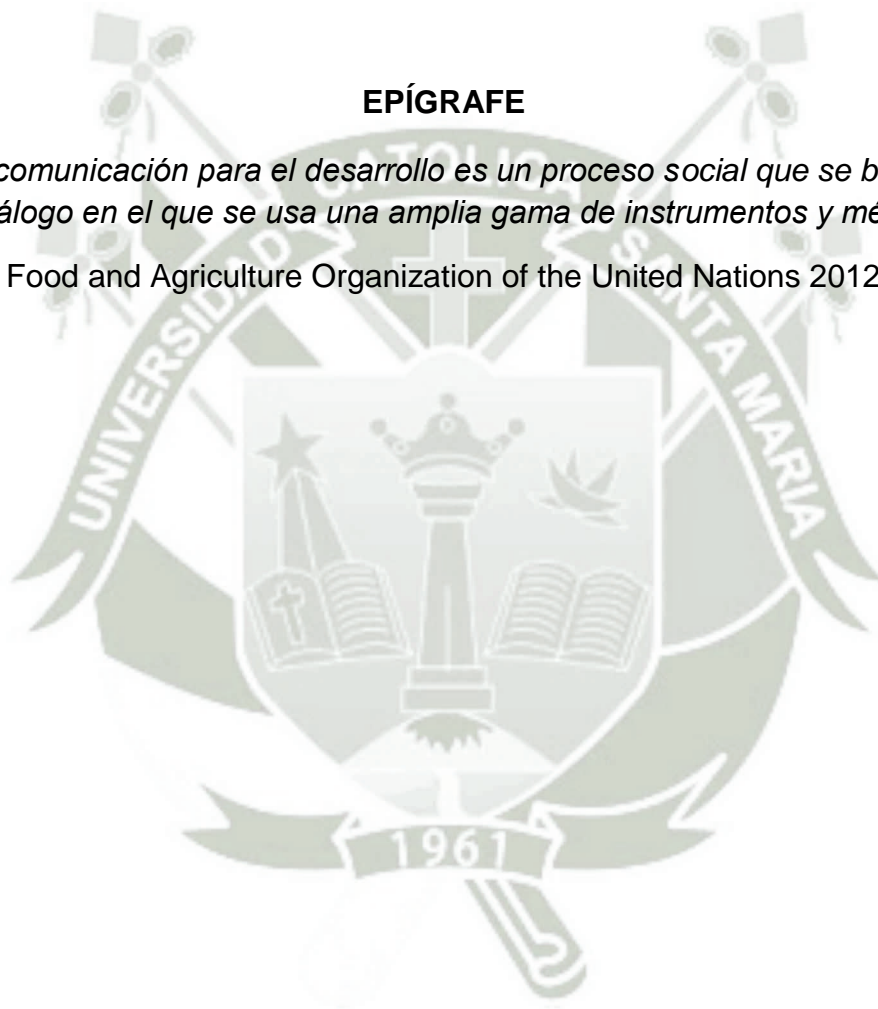 EPÍGRAFE
comunicación para el desarrollo es un proceso social que se b
álogo en el que se usa una amplia gama de instrumentos y mé
Food and Agriculture Organization of the United Nations 2012
UNIVERSIDAD CATOLICA SANTA MARIA
1961